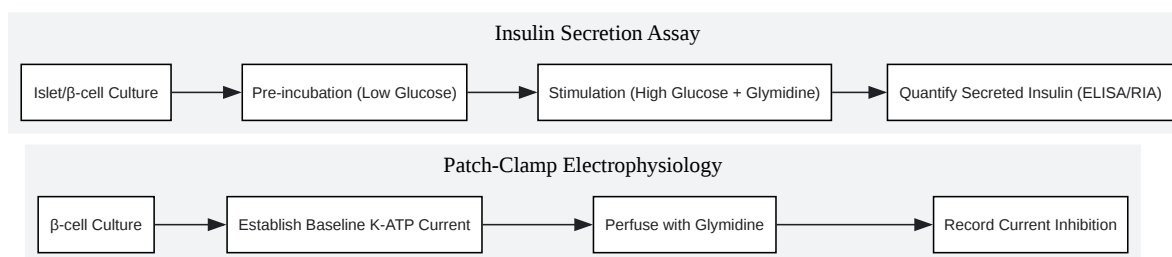 Insulin Secretion Assay
Islet/β-cell Culture
Pre-incubation (Low Glucose)
Stimulation (High Glucose + Glymidine)
Quantify Secreted Insulin (ELISA/RIA)
Patch-Clamp Electrophysiology
β-cell Culture
Establish Baseline K-ATP Current
Perfuse with Glymidine
Record Current Inhibition